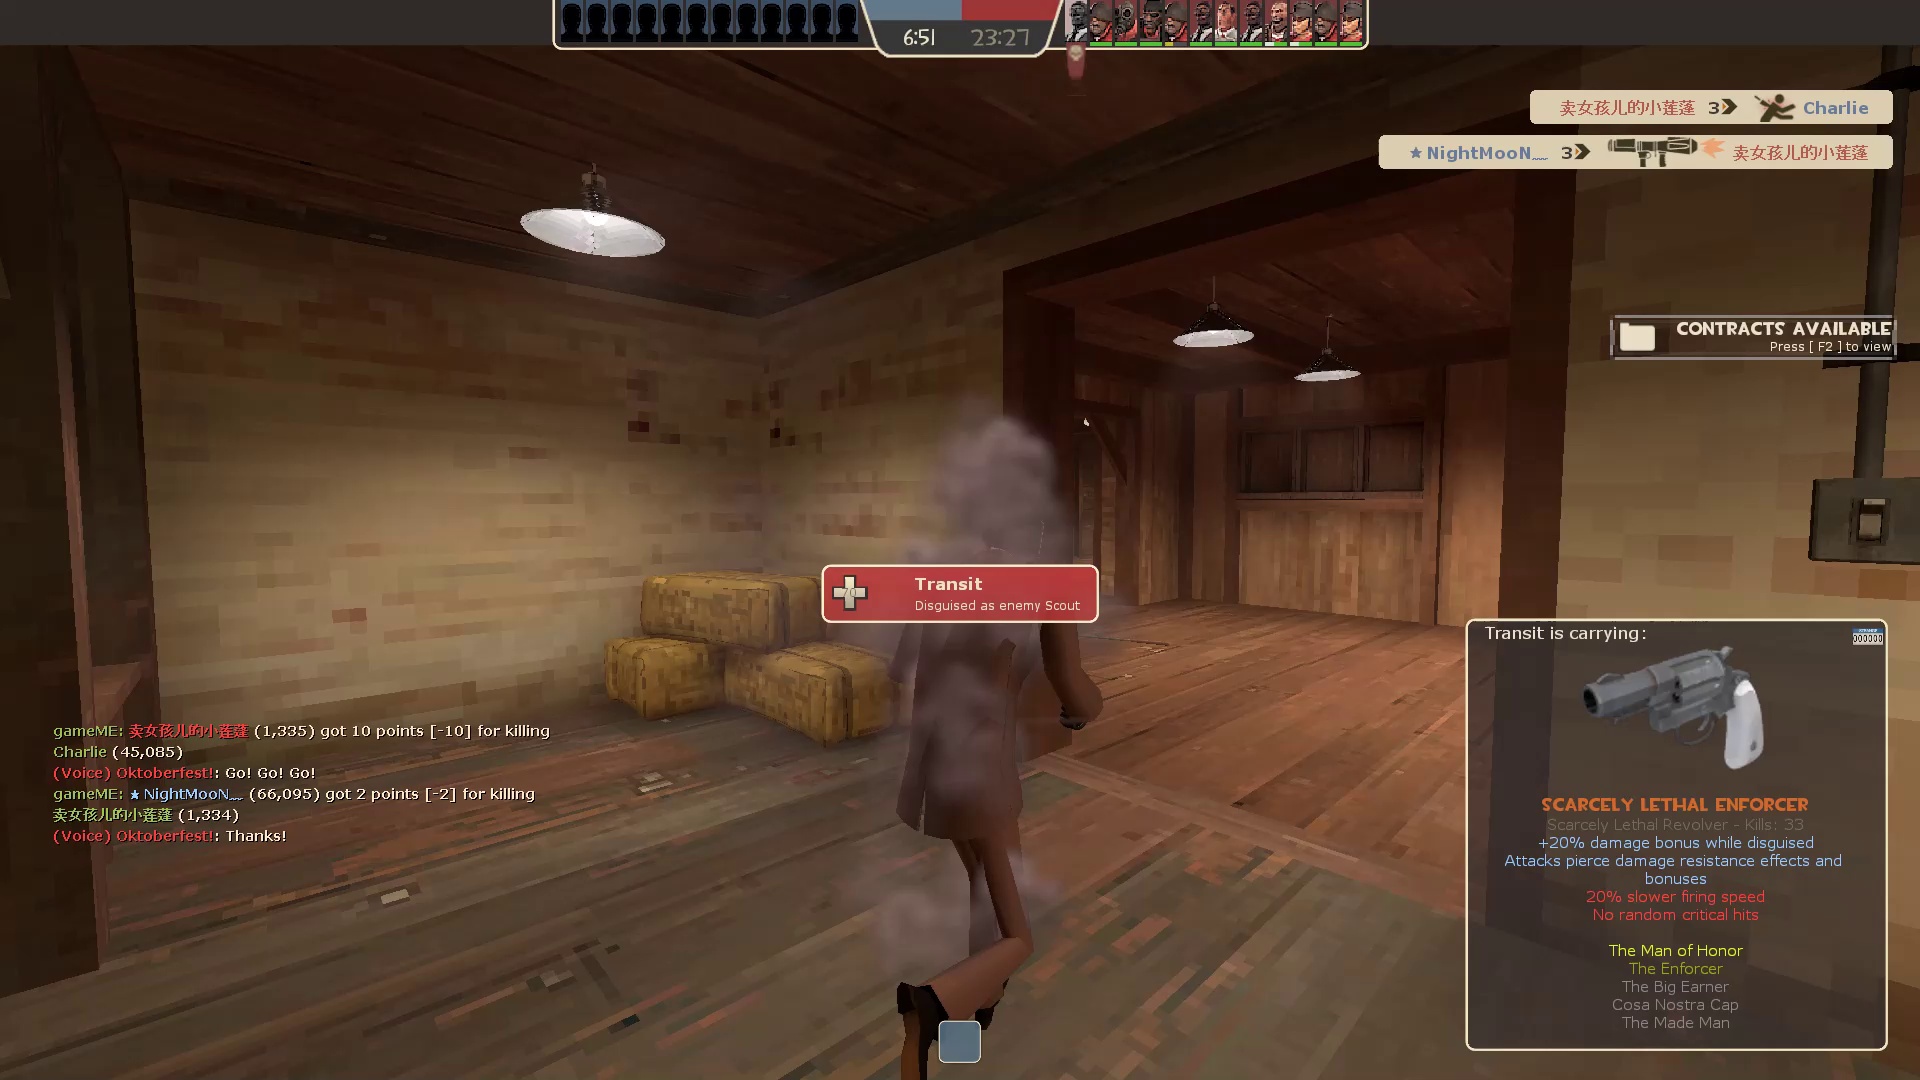 6:51 23:27
卖女孩儿的小莲蓬 3 Charlie
★ NightMooN﹏ 3 卖女孩儿的小莲蓬
CONTRACTS AVAILABLE
Press [ F2 ] to view
Transit
70
Disguised as enemy Scout
Transit is carrying:
000000
SCARCELY LETHAL ENFORCER
Scarcely Lethal Revolver - Kills: 33
+20% damage bonus while disguised
Attacks pierce damage resistance effects and
bonuses
20% slower firing speed
No random critical hits
The Man of Honor
The Enforcer
The Big Earner
Cosa Nostra Cap
The Made Man
gameME: 卖女孩儿的小莲蓬 (1,335) got 10 points [-10] for killing
Charlie (45,085)
(Voice) Oktoberfest!: Go! Go! Go!
gameME: ★ NightMooN﹏ (66,095) got 2 points [-2] for killing
卖女孩儿的小莲蓬 (1,334)
(Voice) Oktoberfest!: Thanks!